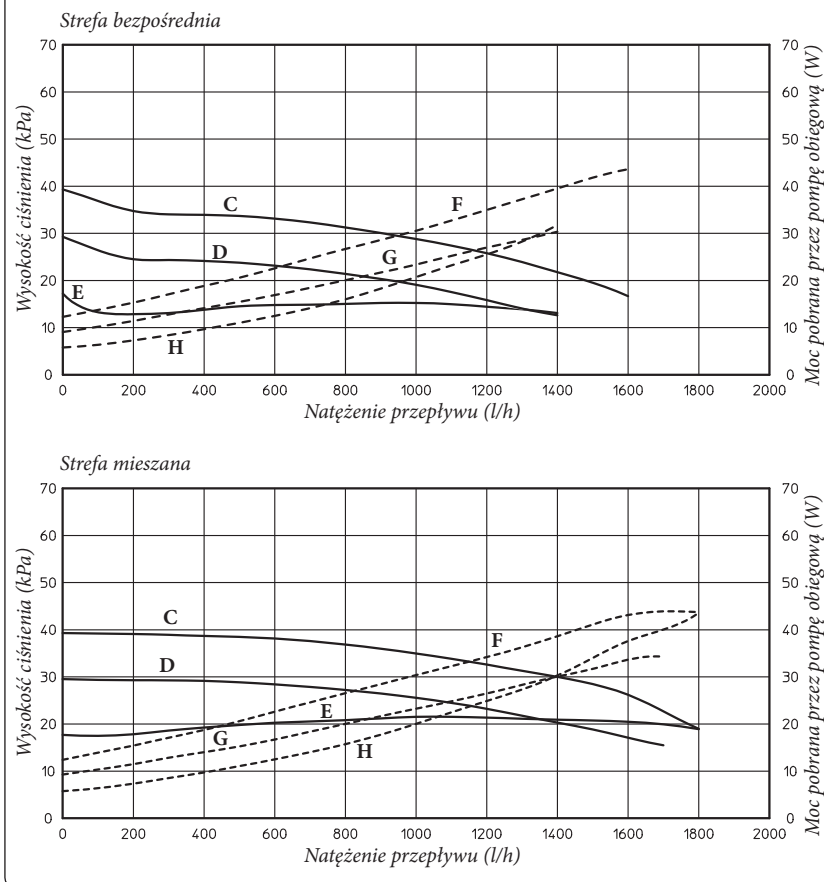 Strefa bezpośrednia
70 70
60 60
50 50
40 40
30 30
20 20
10 10
0 0
C
F
D
G
E
H
Wysokość ciśnienia (kPa)
Moc pobrana przez pompę obiegową (W)
0 200 400 600 800 1000 1200 1400 1600 1800 2000
Natężenie przepływu (l/h)
Strefa mieszana
70 70
60 60
50 50
40 40
30 30
20 20
10 10
0 0
C
F
D
E
G
H
Wysokość ciśnienia (kPa)
Moc pobrana przez pompę obiegową (W)
0 200 400 600 800 1000 1200 1400 1600 1800 2000
Natężenie przepływu (l/h)